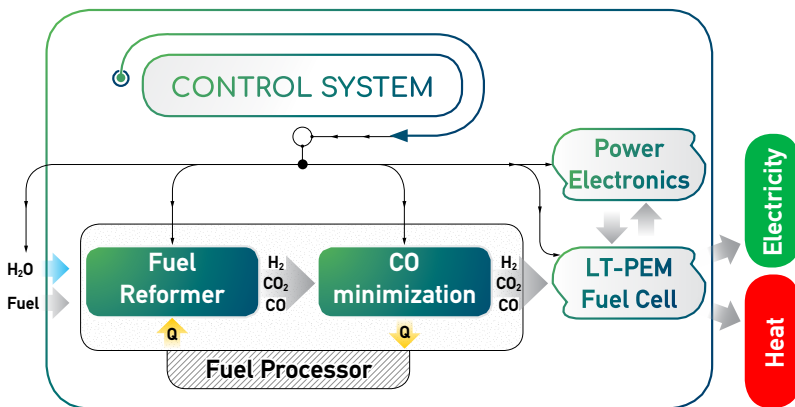 CONTROL SYSTEM
Power
Electronics
Electricity
H₂O
Fuel
Fuel
Reformer
H₂
CO₂
CO
CO
minimization
H₂
CO₂
CO
LT-PEM
Fuel Cell
Q
Q
Heat
Fuel Processor